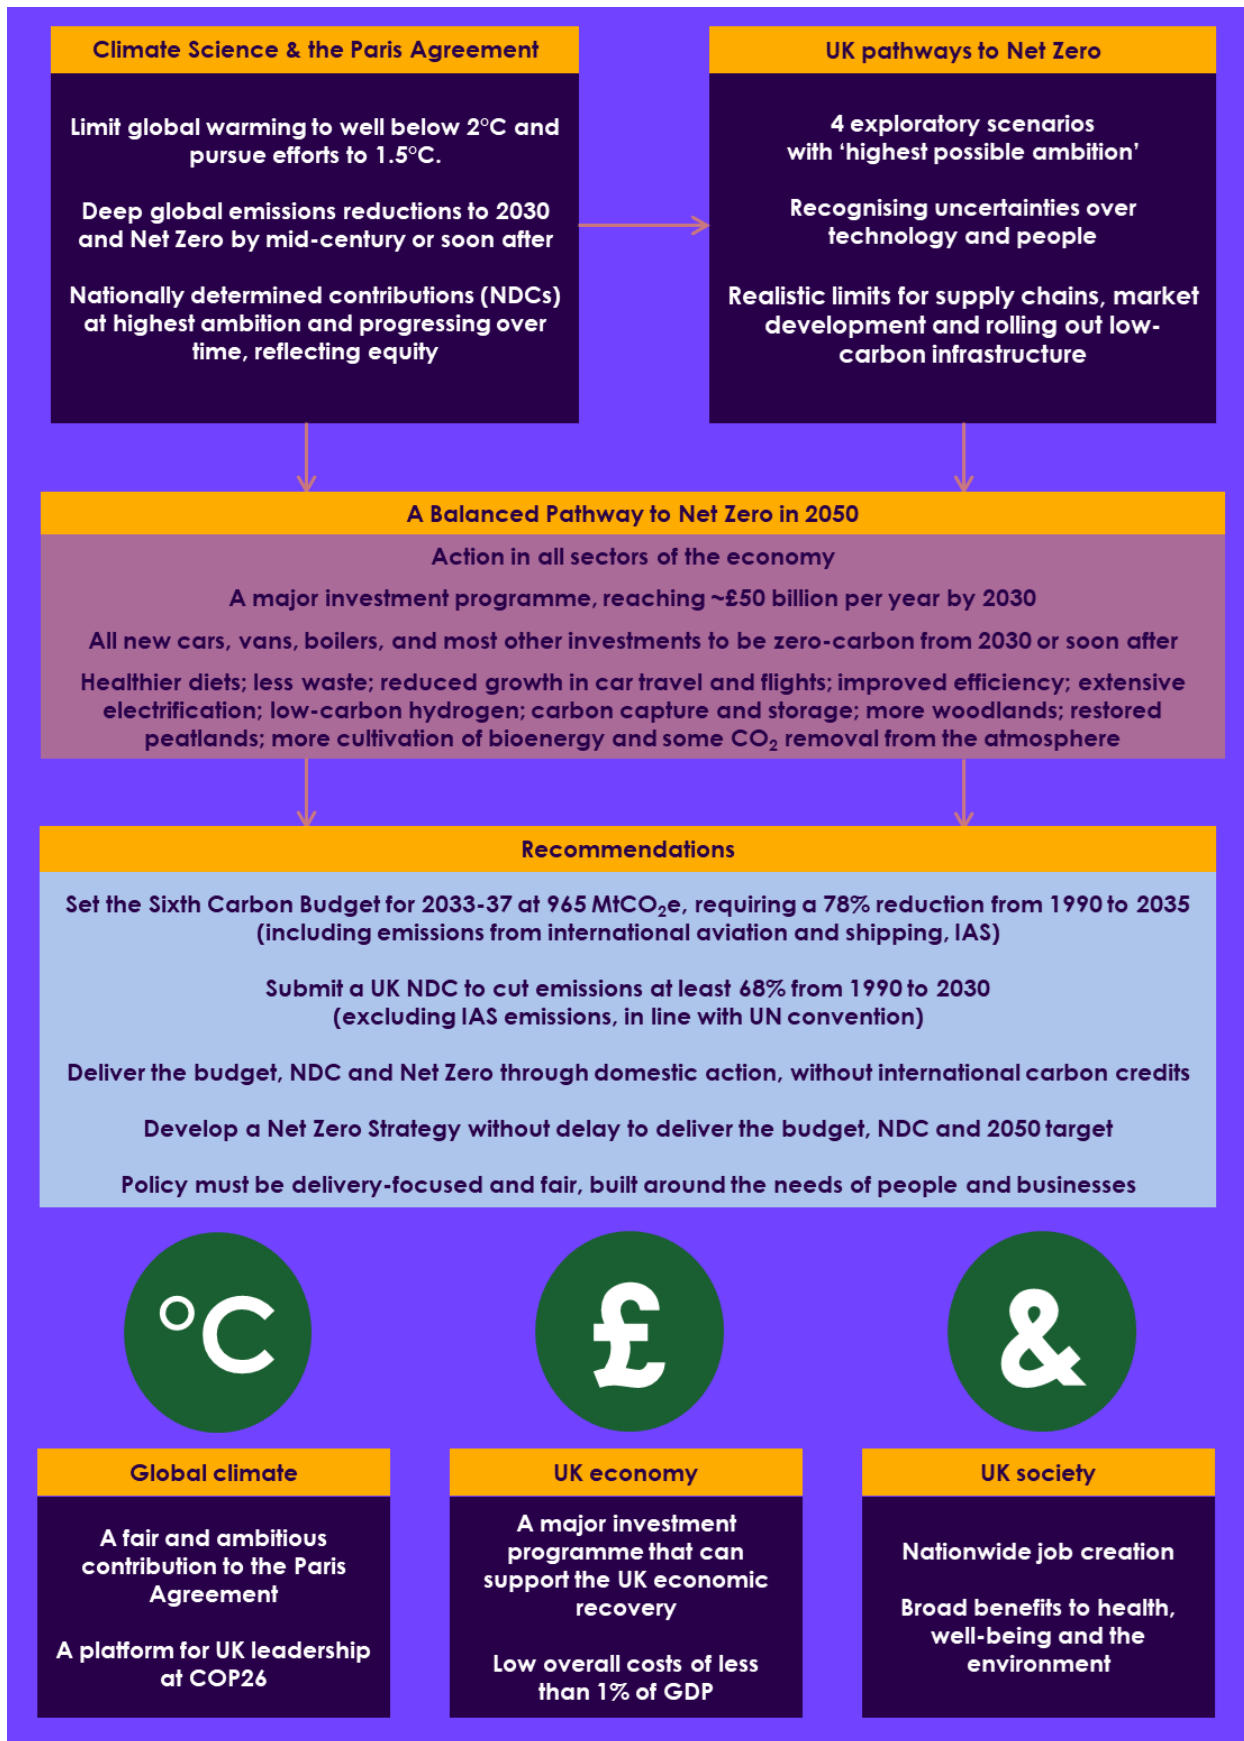 Climate Science & the Paris Agreement
Limit global warming to well below 2°C and
pursue efforts to 1.5°C.
Deep global emissions reductions to 2030
and Net Zero by mid-century or soon after
Nationally determined contributions (NDCs)
at highest ambition and progressing over
time, reflecting equity
UK pathways to Net Zero
4 exploratory scenarios
with ‘highest possible ambition’
Recognising uncertainties over
technology and people
Realistic limits for supply chains, market
development and rolling out low-
carbon infrastructure
A Balanced Pathway to Net Zero in 2050
Action in all sectors of the economy
A major investment programme, reaching ~£50 billion per year by 2030
All new cars, vans, boilers, and most other investments to be zero-carbon from 2030 or soon after
Healthier diets; less waste; reduced growth in car travel and flights; improved efficiency; extensive
electrification; low-carbon hydrogen; carbon capture and storage; more woodlands; restored
peatlands; more cultivation of bioenergy and some CO₂ removal from the atmosphere
Recommendations
Set the Sixth Carbon Budget for 2033-37 at 965 MtCO₂e, requiring a 78% reduction from 1990 to 2035
(including emissions from international aviation and shipping, IAS)
Submit a UK NDC to cut emissions at least 68% from 1990 to 2030
(excluding IAS emissions, in line with UN convention)
Deliver the budget, NDC and Net Zero through domestic action, without international carbon credits
Develop a Net Zero Strategy without delay to deliver the budget, NDC and 2050 target
Policy must be delivery-focused and fair, built around the needs of people and businesses
°C
Global climate
A fair and ambitious
contribution to the Paris
Agreement
A platform for UK leadership
at COP26
£
UK economy
A major investment
programme that can
support the UK economic
recovery
Low overall costs of less
than 1% of GDP
&
UK society
Nationwide job creation
Broad benefits to health,
well-being and the
environment